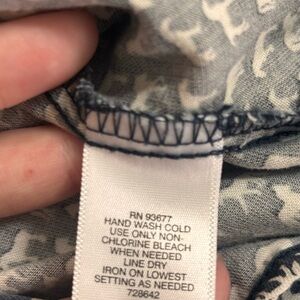 RN 93677
HAND WASH COLD
USE ONLY NON-
CHLORINE BLEACH
WHEN NEEDED
LINE DRY
IRON ON LOWEST
SETTING AS NEEDED
728642